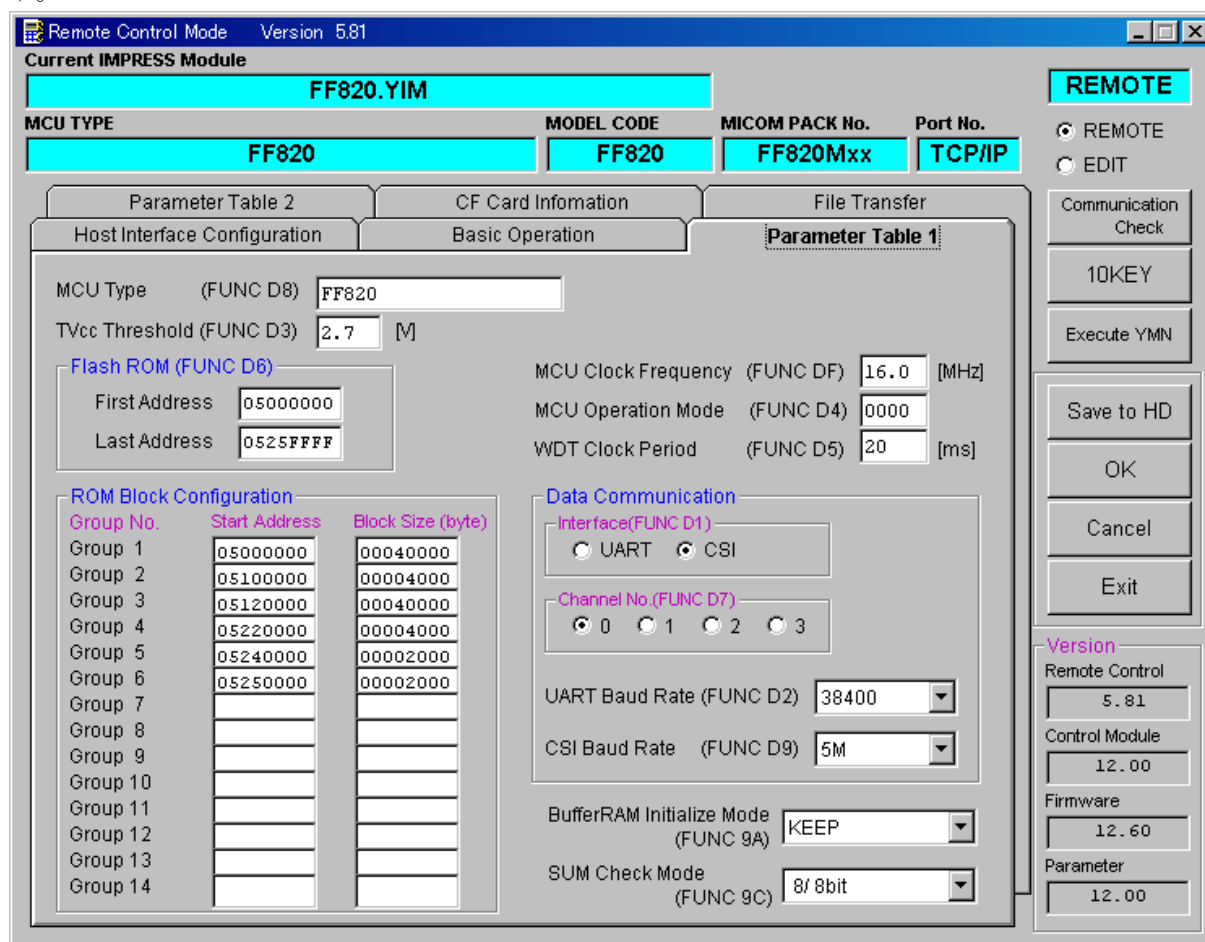 Remote Control Mode Version 5.81
Current IMPRESS Module
FF820.YIM
REMOTE
MCU TYPE MODEL CODE MICOM PACK No. Port No.
FF820 FF820 FF820Mxx TCP/IP
REMOTE
EDIT
Parameter Table 2 CF Card Infomation File Transfer
Host Interface Configuration Basic Operation Parameter Table 1
Communication
Check
10KEY
Execute YMN
Save to HD
OK
Cancel
Exit
MCU Type (FUNC D8) FF820
TVcc Threshold (FUNC D3) 2.7 [V]
Flash ROM (FUNC D6)
First Address 05000000
Last Address 0525FFFF
MCU Clock Frequency (FUNC DF) 16.0 [MHz]
MCU Operation Mode (FUNC D4) 0000
WDT Clock Period (FUNC D5) 20 [ms]
ROM Block Configuration
Group No. Start Address Block Size (byte)
Group 1 05000000 00040000
Group 2 05100000 00004000
Group 3 05120000 00040000
Group 4 05220000 00004000
Group 5 05240000 00002000
Group 6 05250000 00002000
Group 7
Group 8
Group 9
Group 10
Group 11
Group 12
Group 13
Group 14
Data Communication
Interface(FUNC D1)
UART CSI
Channel No.(FUNC D7)
0 1 2 3
UART Baud Rate (FUNC D2) 38400
CSI Baud Rate (FUNC D9) 5M
BufferRAM Initialize Mode
(FUNC 9A) KEEP
SUM Check Mode
(FUNC 9C) 8/ 8bit
Version
Remote Control
5.81
Control Module
12.00
Firmware
12.60
Parameter
12.00